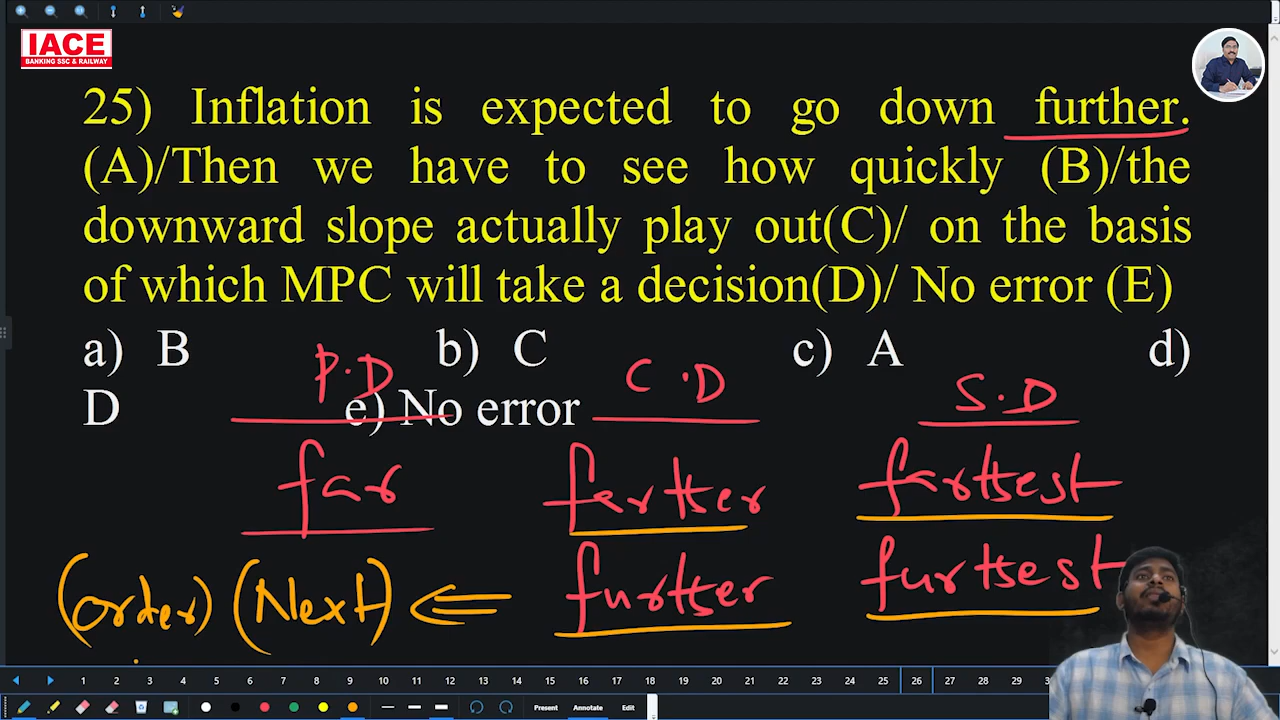 IACE
BANKING SSC & RAILWAY
25) Inflation is expected to go down further.
(A)/Then we have to see how quickly (B)/the
downward slope actually play out(C)/ on the basis
of which MPC will take a decision(D)/ No error (E)
a) B b) C c) A d)
D e) No error
P.D C.D S.D
far farther farthest
(order) (Next) ⇐ further furthest
1 2 3 4 5 6 7 8 9 10 11 12 13 14 15 16 17 18 19 20 21 22 23 24 25 26 27 28 29
Present Annotate Edit